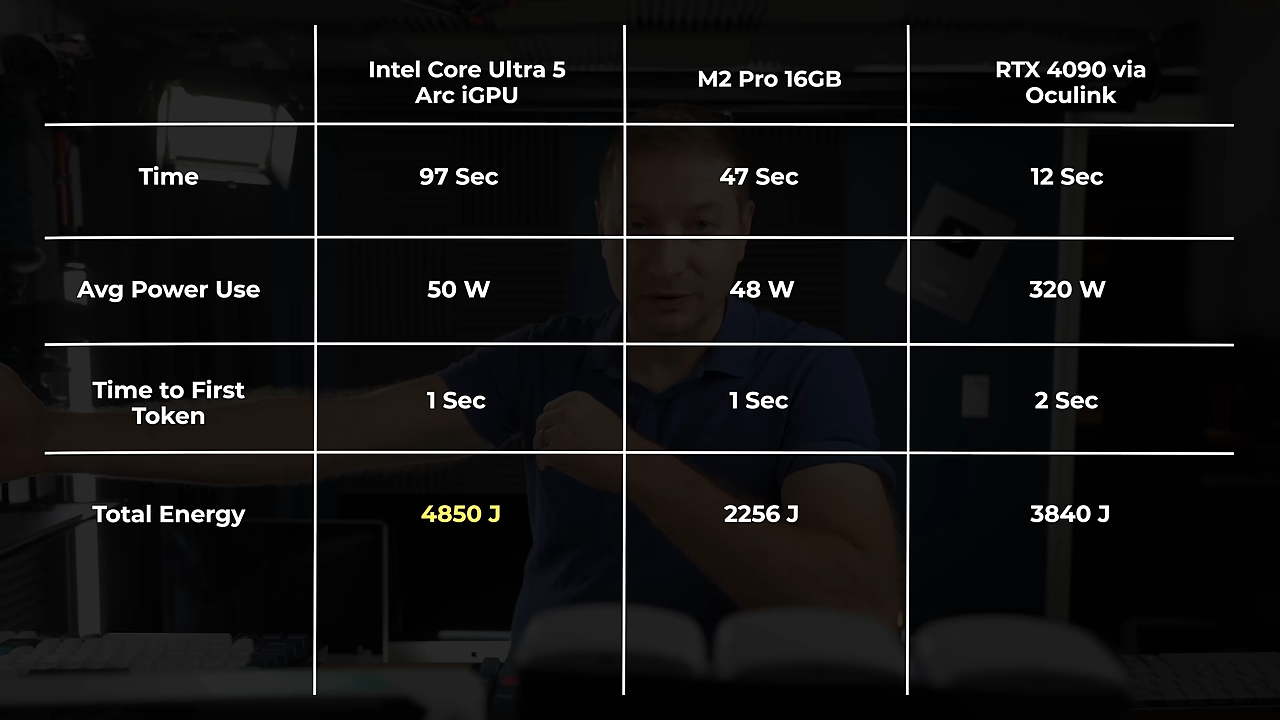 Intel Core Ultra 5
Arc iGPU
M2 Pro 16GB
RTX 4090 via
Oculink
Time
97 Sec
47 Sec
12 Sec
Avg Power Use
50 W
48 W
320 W
Time to First
Token
1 Sec
1 Sec
2 Sec
Total Energy
4850 J
2256 J
3840 J